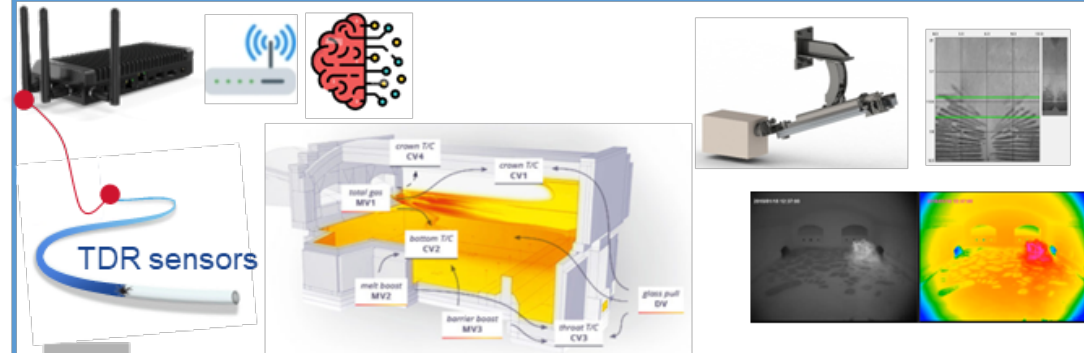 crown T/C
CV4
crown T/C
CV1
total gas
MV1
bottom T/C
CV2
melt boost
MV2
glass pull
DV
barrier boost
MV3
throat T/C
CV3
TDR sensors